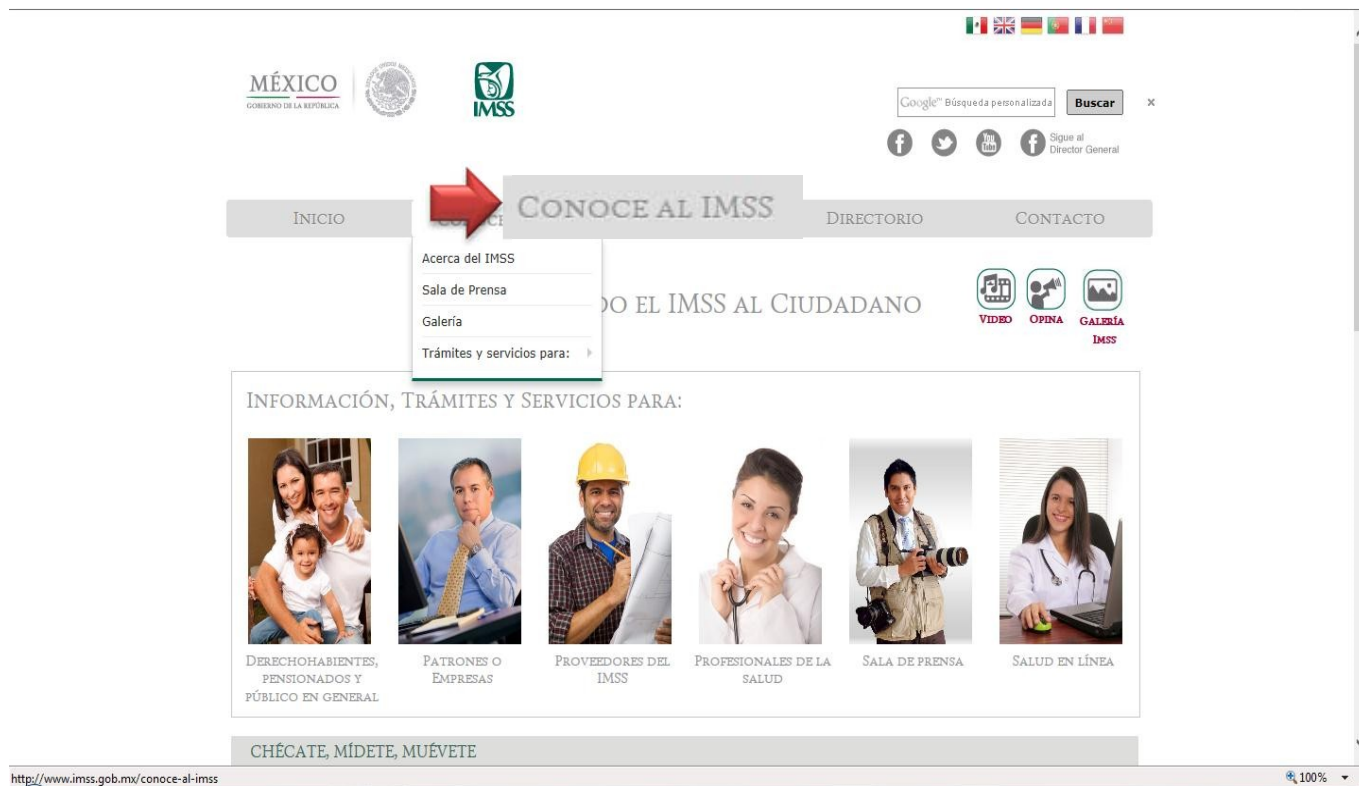 MÉXICO
GOBIERNO DE LA REPÚBLICA
IMSS
Google™ Búsqueda personalizada
Buscar
x
You
Tube
Sigue al
Director General
INICIO
CONOCE AL IMSS
DIRECTORIO
CONTACTO
Acerca del IMSS
Sala de Prensa
Galería
Trámites y servicios para:
EL IMSS AL CIUDADANO
VIDEO
OPINA
GALERÍA
IMSS
INFORMACIÓN, TRÁMITES Y SERVICIOS PARA:
DERECHOHABIENTES,
PENSIONADOS Y
PÚBLICO EN GENERAL
PATRONES O
EMPRESAS
PROVEEDORES DEL
IMSS
PROFESIONALES DE LA
SALUD
SALA DE PRENSA
SALUD EN LÍNEA
CHÉCATE, MÍDETE, MUÉVETE
http://www.imss.gob.mx/conoce-al-imss
100%